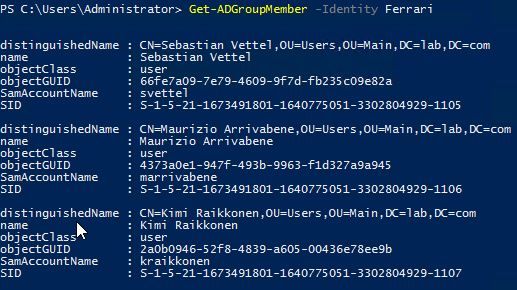 PS C:\Users\Administrator> Get-ADGroupMember -Identity Ferrari
distinguishedName : CN=Sebastian Vettel,OU=Users,OU=Main,DC=lab,DC=com
name : Sebastian Vettel
objectClass : user
objectGUID : 66fe7a09-7e79-4609-9f7d-fb235c09e82a
SamAccountName : svettel
SID : S-1-5-21-1673491801-1640775051-3302804929-1105
distinguishedName : CN=Maurizio Arrivabene,OU=Users,OU=Main,DC=lab,DC=com
name : Maurizio Arrivabene
objectClass : user
objectGUID : 4373a0e1-947f-493b-9963-f1d327a9a945
SamAccountName : marrivabene
SID : S-1-5-21-1673491801-1640775051-3302804929-1106
distinguishedName : CN=Kimi Raikkonen,OU=Users,OU=Main,DC=lab,DC=com
name : Kimi Raikkonen
objectClass : user
objectGUID : 2a0b0946-52f8-4839-a605-00436e78ee9b
SamAccountName : kraikkonen
SID : S-1-5-21-1673491801-1640775051-3302804929-1107